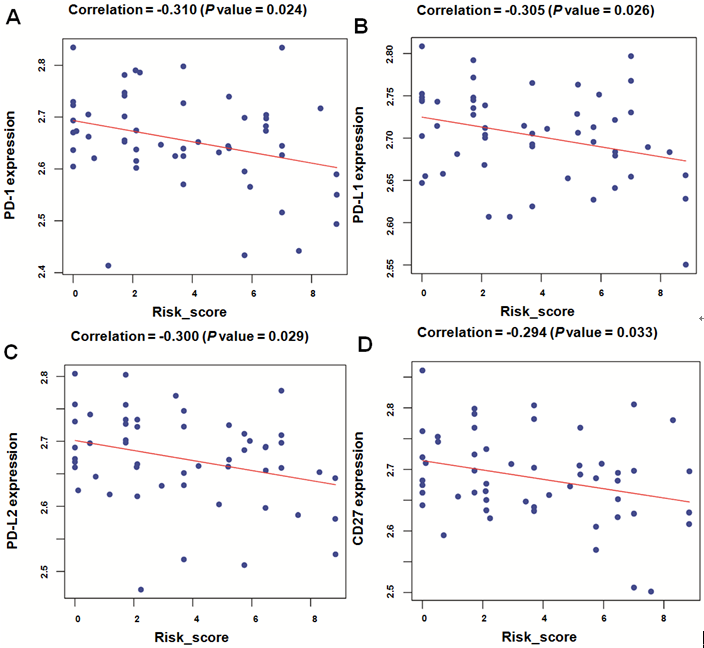 A
Correlation = -0.310 (P value = 0.024)
PD-1 expression
2.8
2.7
2.6
2.5
2.4
0 2 4 6 8
Risk_score
B
Correlation = -0.305 (P value = 0.026)
PD-L1 expression
2.80
2.75
2.70
2.65
2.60
2.55
0 2 4 6 8
Risk_score
C
Correlation = -0.300 (P value = 0.029)
PD-L2 expression
2.8
2.7
2.6
2.5
0 2 4 6 8
Risk_score
D
Correlation = -0.294 (P value = 0.033)
CD27 expression
2.8
2.7
2.6
2.5
0 2 4 6 8
Risk_score